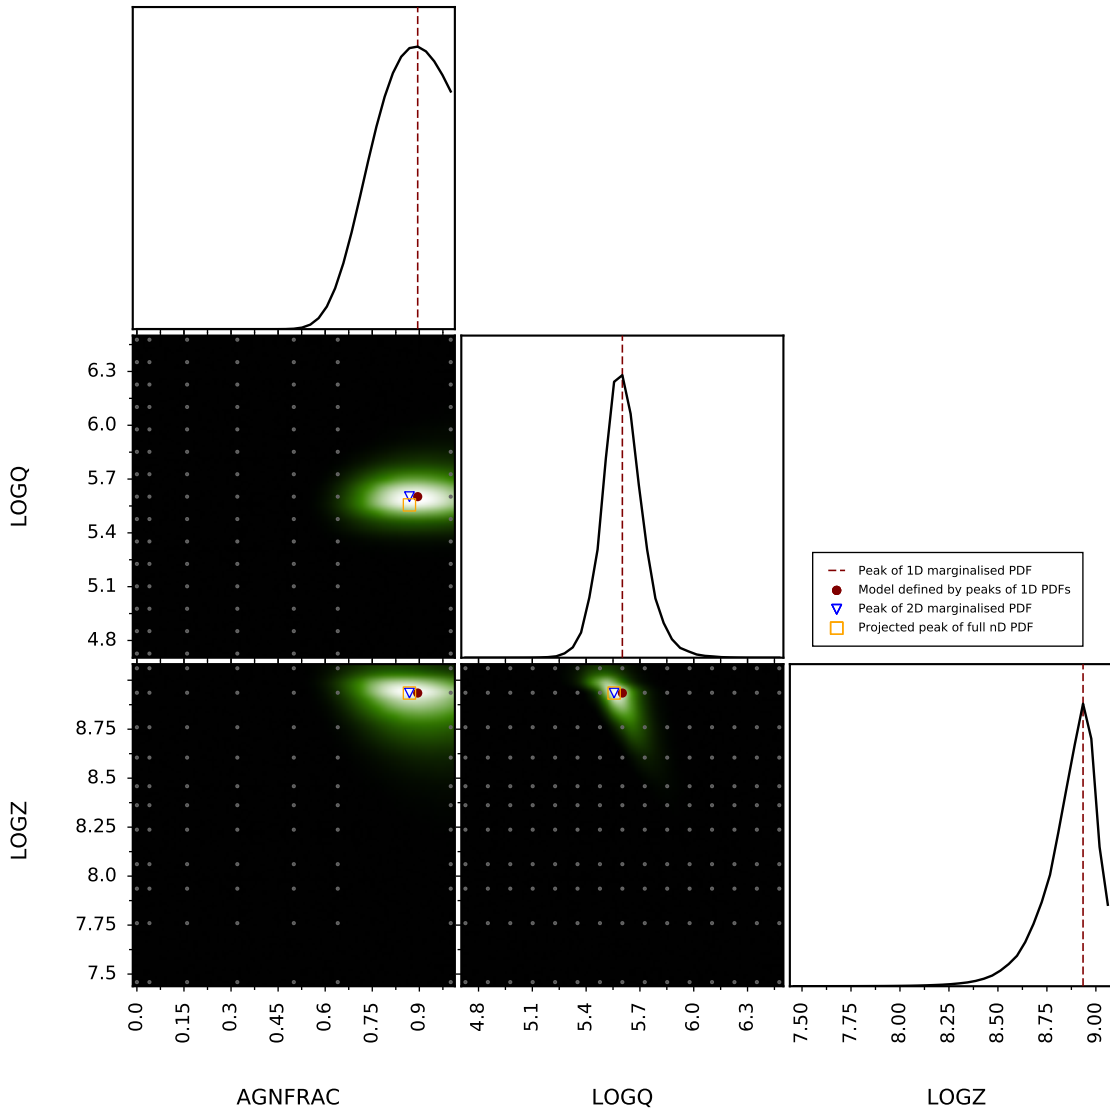 6.3
6.0
5.7
LOGQ
5.4
5.1
4.8
Peak of 1D marginalised PDF
Model defined by peaks of 1D PDFs
Peak of 2D marginalised PDF
Projected peak of full nD PDF
8.75
8.5
LOGZ
8.25
8.0
7.75
7.5
0.0 0.15 0.3 0.45 0.6 0.75 0.9 4.8 5.1 5.4 5.7 6.0 6.3 7.50 7.75 8.00 8.25 8.50 8.75 9.00
AGNFRAC LOGQ LOGZ